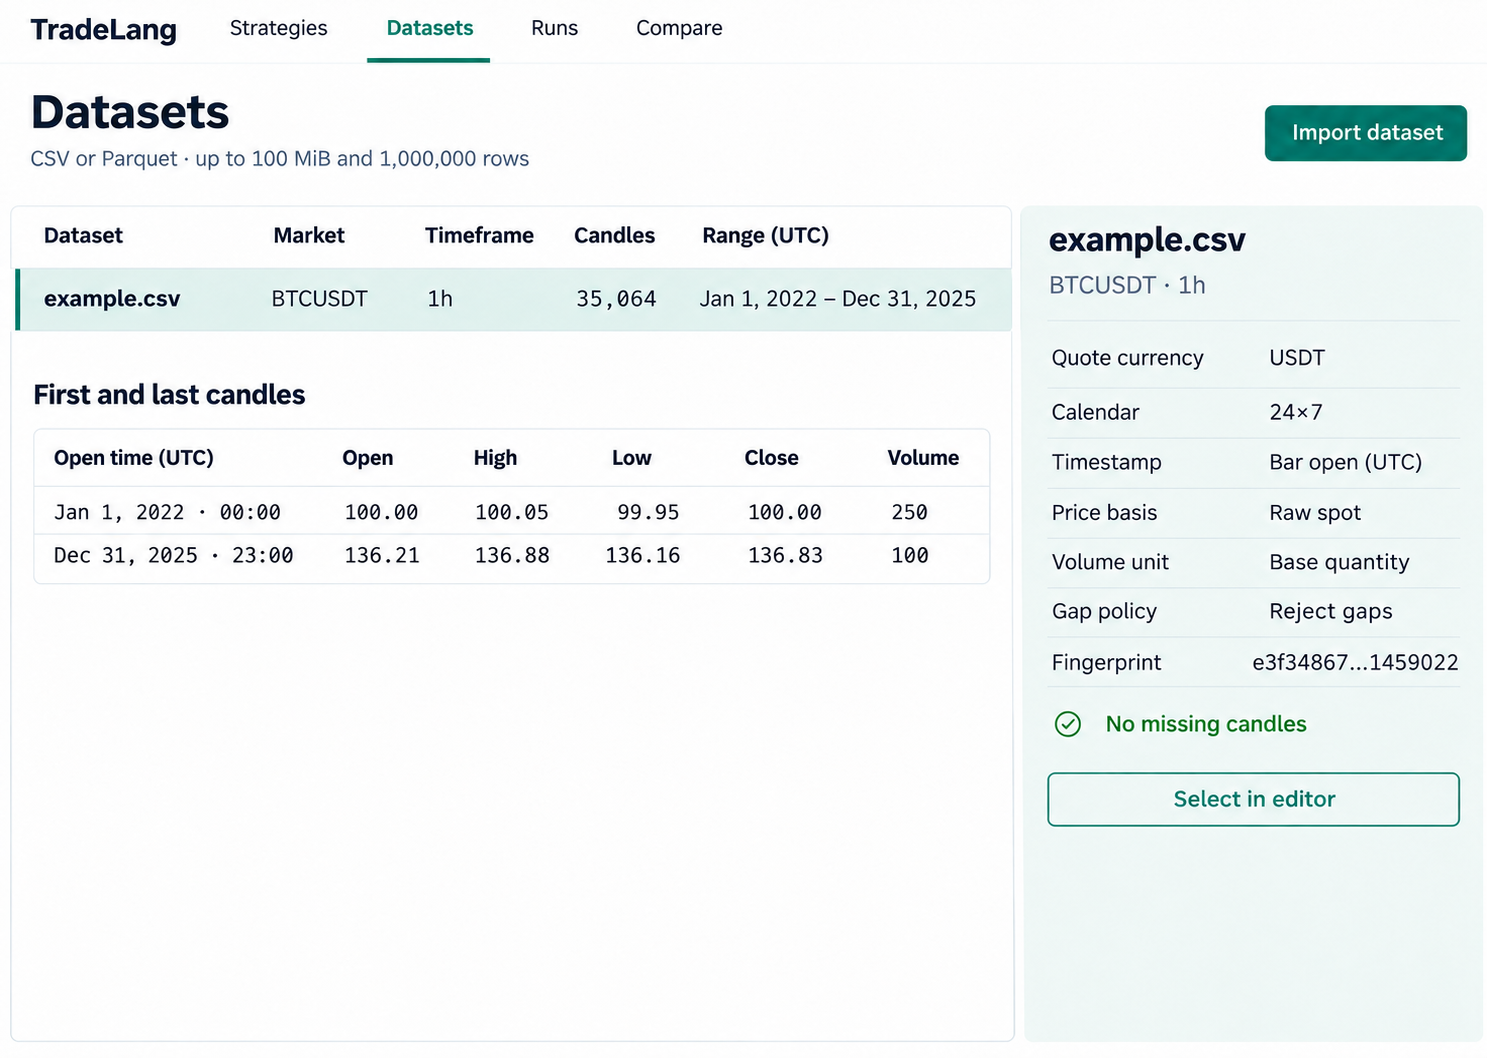 TradeLang Strategies Datasets Runs Compare
Datasets
CSV or Parquet · up to 100 MiB and 1,000,000 rows
Import dataset
Dataset Market Timeframe Candles Range (UTC)
example.csv BTCUSDT 1h 35,064 Jan 1, 2022 – Dec 31, 2025
First and last candles
Open time (UTC) Open High Low Close Volume
Jan 1, 2022 · 00:00 100.00 100.05 99.95 100.00 250
Dec 31, 2025 · 23:00 136.21 136.88 136.16 136.83 100
example.csv
BTCUSDT · 1h
Quote currency USDT
Calendar 24×7
Timestamp Bar open (UTC)
Price basis Raw spot
Volume unit Base quantity
Gap policy Reject gaps
Fingerprint e3f34867...1459022
No missing candles
Select in editor